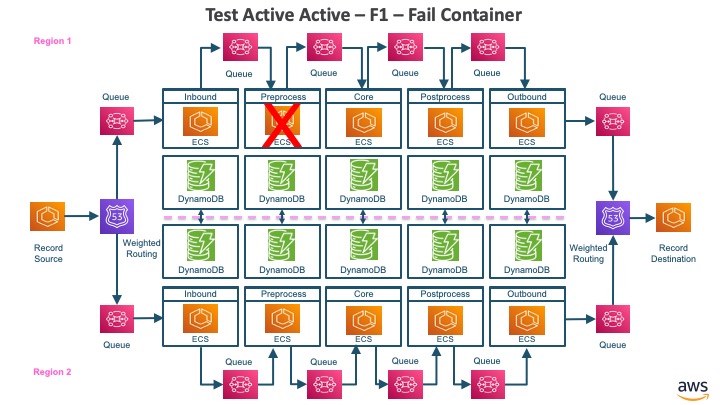 Test Active Active – F1 – Fail Container
Region 1
Queue
Queue
Queue
Queue
Queue
Inbound
Preprocess
Core
Postprocess
Outbound
Queue
ECS
ECS
ECS
ECS
ECS
DynamoDB
DynamoDB
DynamoDB
DynamoDB
DynamoDB
53
53
Record
Source
Weighted
Routing
Weighted
Routing
Record
Destination
DynamoDB
DynamoDB
DynamoDB
DynamoDB
DynamoDB
Inbound
Preprocess
Core
Postprocess
Outbound
ECS
ECS
ECS
ECS
ECS
Queue
Queue
Queue
Queue
Queue
Queue
Region 2
aws